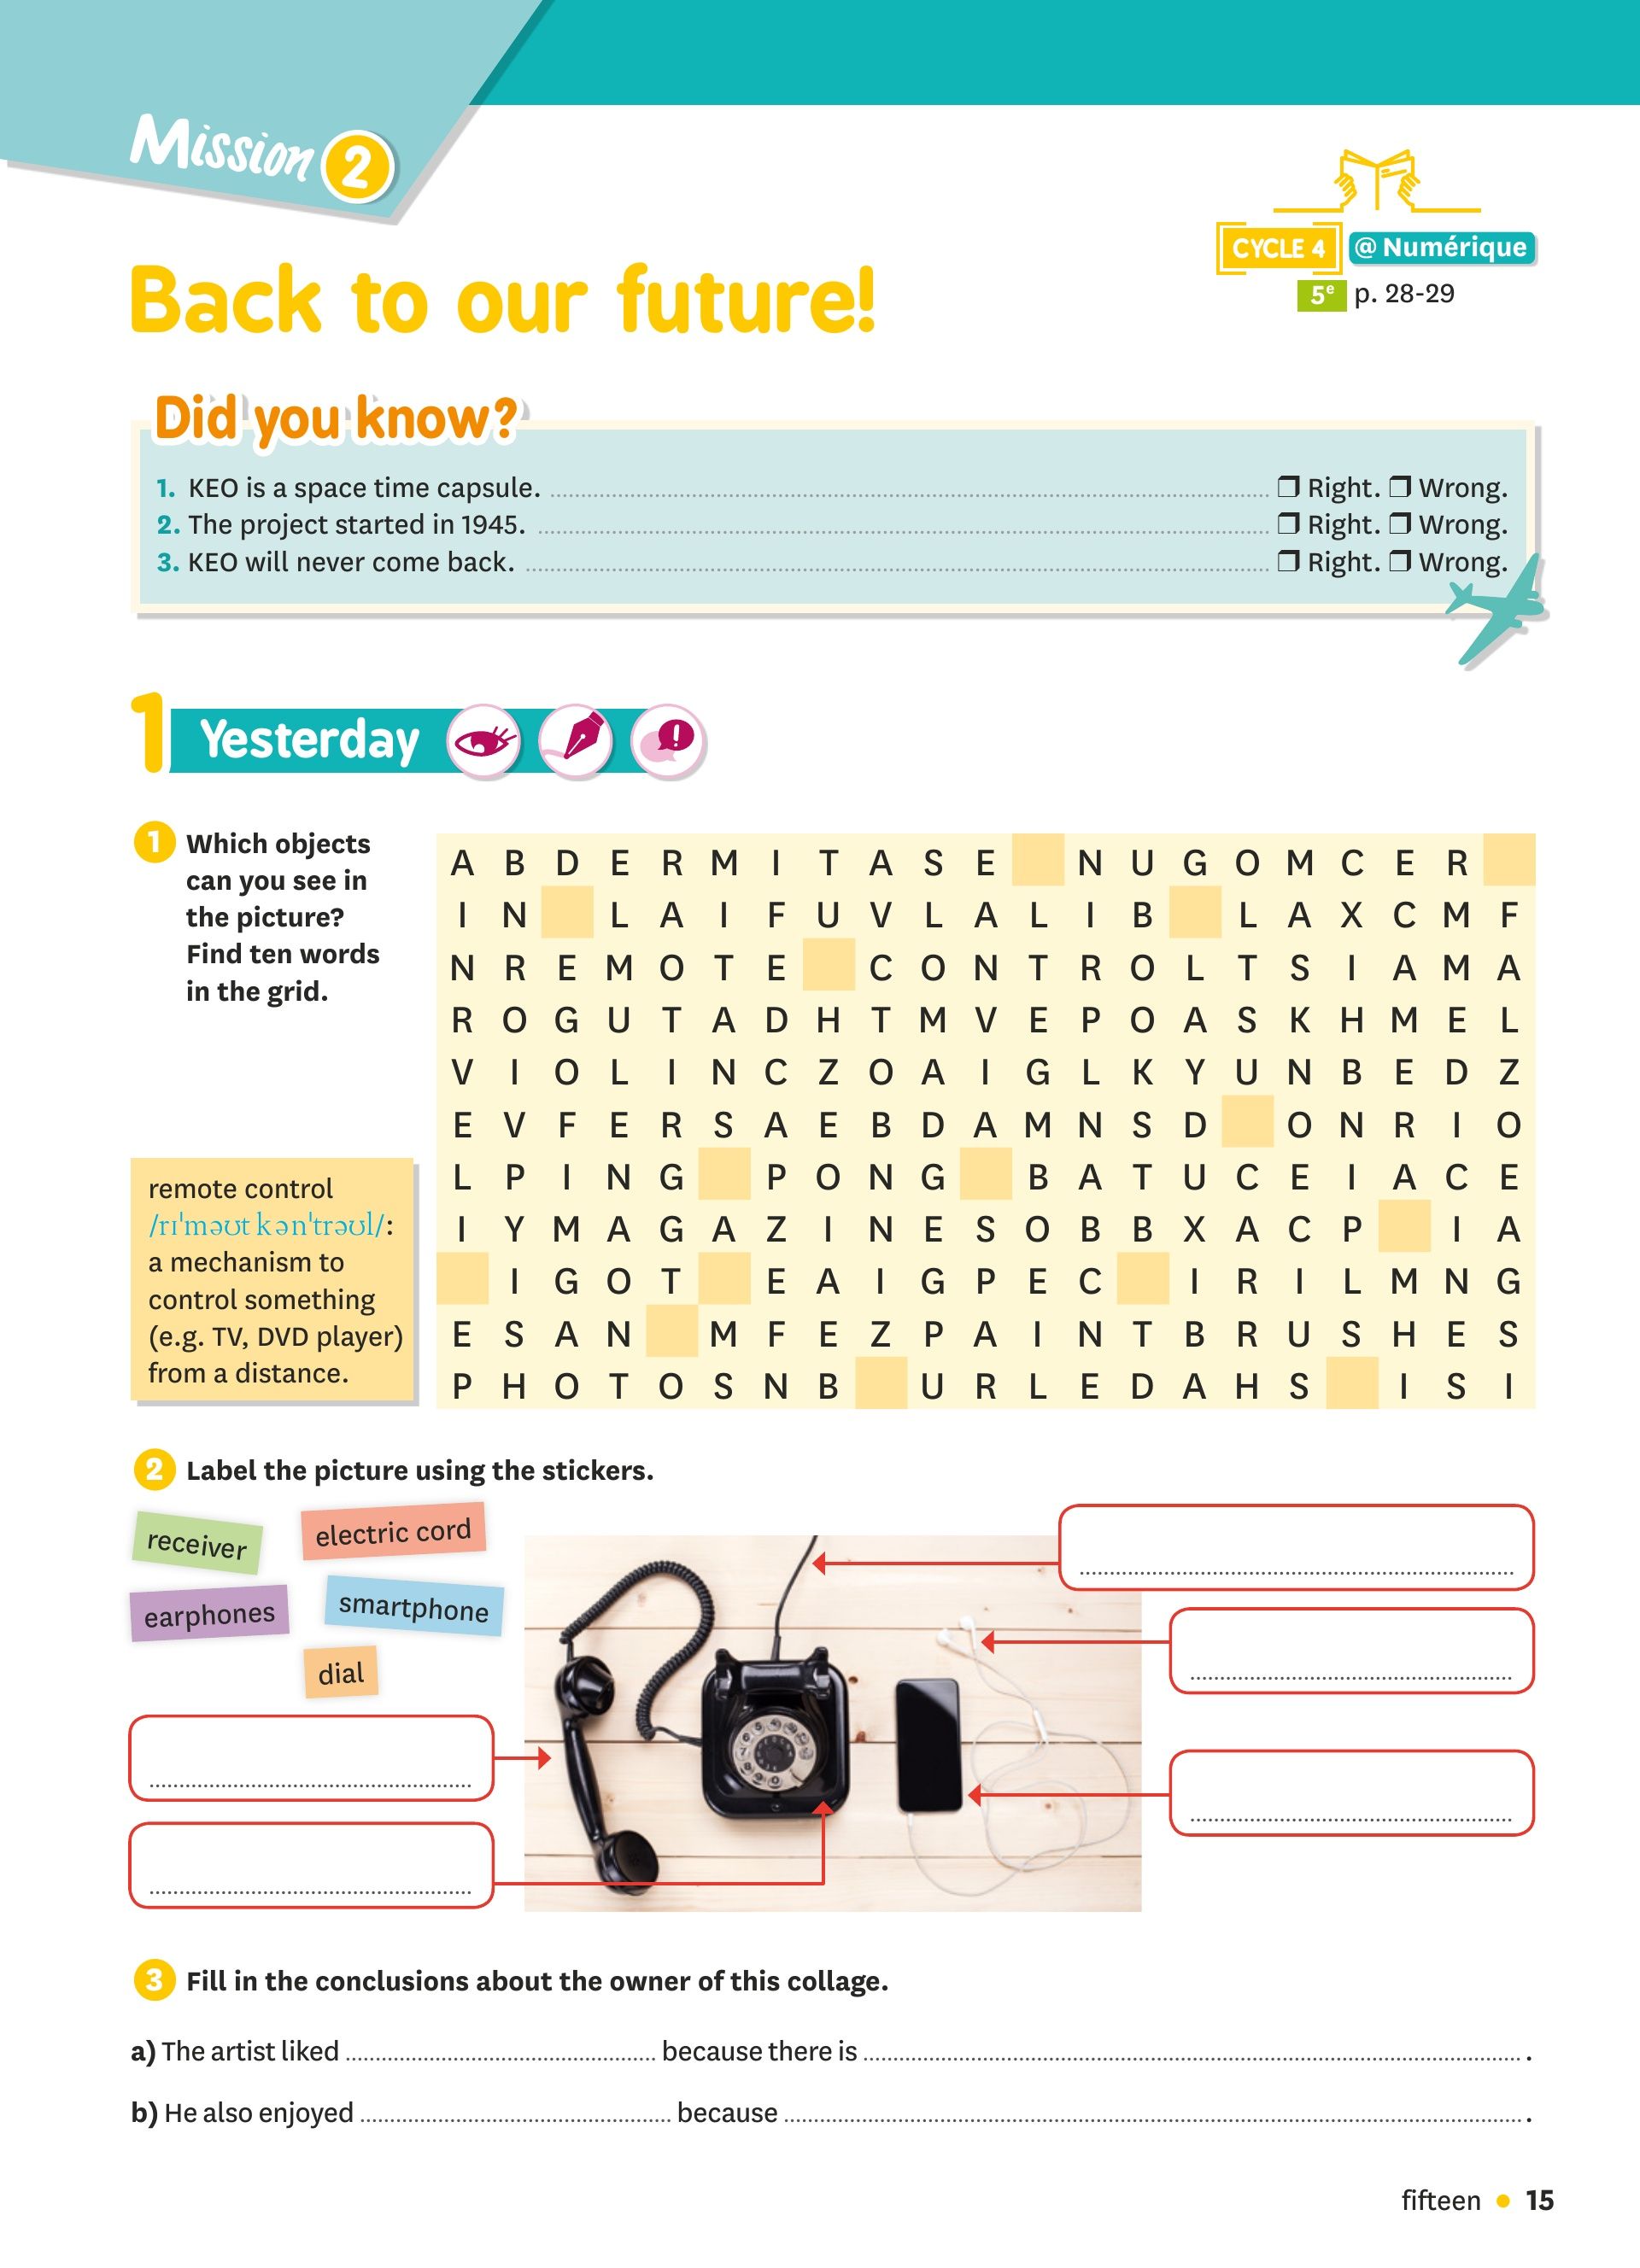 Mission 2
CYCLE 4 @ Numérique
5e p. 28-29
Back to our future!
Did you know?
1. KEO is a space time capsule. ❒ Right. ❒ Wrong.
2. The project started in 1945. ❒ Right. ❒ Wrong.
3. KEO will never come back. ❒ Right. ❒ Wrong.
1 Yesterday
1 Which objects
can you see in
the picture?
Find ten words
in the grid.
remote control
/rɪˈməʊt kənˈtrəʊl/:
a mechanism to
control something
(e.g. TV, DVD player)
from a distance.
A B D E R M I T A S E N U G O M C E R
I N L A I F U V L A L I B L A X C M F
N R E M O T E C O N T R O L T S I A M A
R O G U T A D H T M V E P O A S K H M E L
V I O L I N C Z O A I G L K Y U N B E D Z
E V F E R S A E B D A M N S D O N R I O
L P I N G P O N G B A T U C E I A C E
I Y M A G A Z I N E S O B B X A C P I A
I G O T E A I G P E C I R I L M N G
E S A N M F E Z P A I N T B R U S H E S
P H O T O S N B U R L E D A H S I S I
2 Label the picture using the stickers.
receiver
electric cord
earphones
smartphone
dial
3 Fill in the conclusions about the owner of this collage.
a) The artist liked because there is .
b) He also enjoyed because .
fifteen • 15